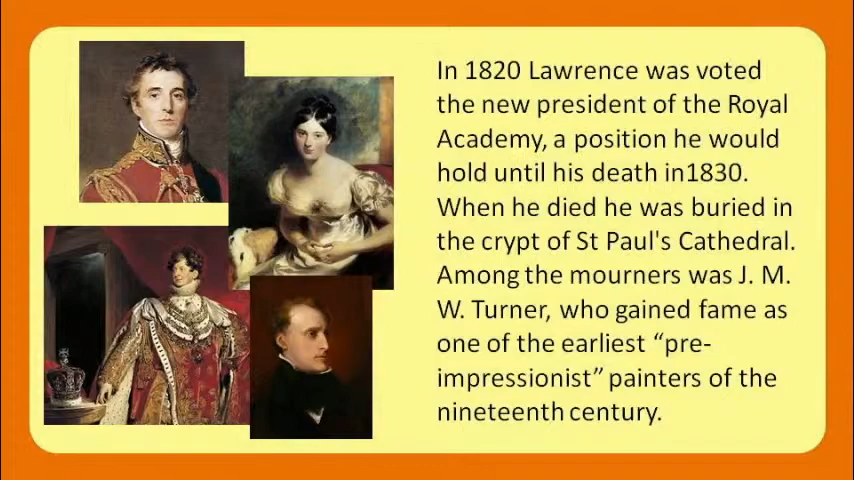 In 1820 Lawrence was voted
the new president of the Royal
Academy, a position he would
hold until his death in1830.
When he died he was buried in
the crypt of St Paul's Cathedral.
Among the mourners was J. M.
W. Turner, who gained fame as
one of the earliest “pre-
impressionist” painters of the
nineteenth century.